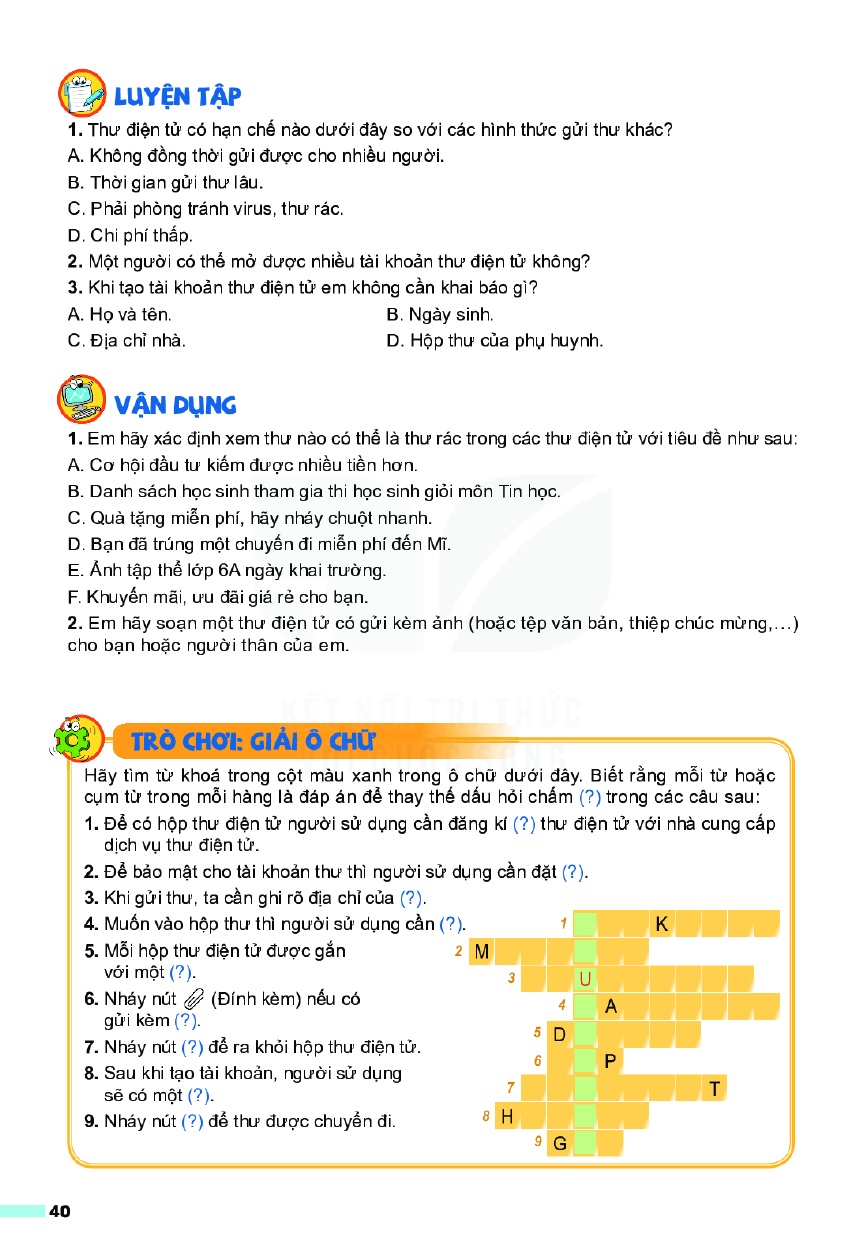 LUYỆN TẬP
1. Thư điện tử có hạn chế nào dưới đây so với các hình thức gửi thư khác?
A. Không đồng thời gửi được cho nhiều người.
B. Thời gian gửi thư lâu.
C. Phải phòng tránh virus, thư rác.
D. Chi phí thấp.
2. Một người có thể mở được nhiều tài khoản thư điện tử không?
3. Khi tạo tài khoản thư điện tử em không cần khai báo gì?
A. Họ và tên. B. Ngày sinh.
C. Địa chỉ nhà. D. Hộp thư của phụ huynh.
VẬN DỤNG
1. Em hãy xác định xem thư nào có thể là thư rác trong các thư điện tử với tiêu đề như sau:
A. Cơ hội đầu tư kiếm được nhiều tiền hơn.
B. Danh sách học sinh tham gia thi học sinh giỏi môn Tin học.
C. Quà tặng miễn phí, hãy nháy chuột nhanh.
D. Bạn đã trúng một chuyến đi miễn phí đến Mĩ.
E. Ảnh tập thể lớp 6A ngày khai trường.
F. Khuyến mãi, ưu đãi giá rẻ cho bạn.
2. Em hãy soạn một thư điện tử có gửi kèm ảnh (hoặc tệp văn bản, thiệp chúc mừng,...)
cho bạn hoặc người thân của em.
KẾT NỐI TRI THỨC
VỚI CUỘC SỐNG
TRÒ CHƠI: GIẢI Ô CHỮ
Hãy tìm từ khoá trong cột màu xanh trong ô chữ dưới đây. Biết rằng mỗi từ hoặc
cụm từ trong mỗi hàng là đáp án để thay thế dấu hỏi chấm (?) trong các câu sau:
1. Để có hộp thư điện tử người sử dụng cần đăng kí (?) thư điện tử với nhà cung cấp
dịch vụ thư điện tử.
2. Để bảo mật cho tài khoản thư thì người sử dụng cần đặt (?).
3. Khi gửi thư, ta cần ghi rõ địa chỉ của (?).
4. Muốn vào hộp thư thì người sử dụng cần (?).
5. Mỗi hộp thư điện tử được gắn
với một (?).
6. Nháy nút (Đính kèm) nếu có
gửi kèm (?).
7. Nháy nút (?) để ra khỏi hộp thư điện tử.
8. Sau khi tạo tài khoản, người sử dụng
sẽ có một (?).
9. Nháy nút (?) để thư được chuyển đi.
1 K
2 M
3 U
4 A
5 D
6 P
7 T
8 H
9 G
40